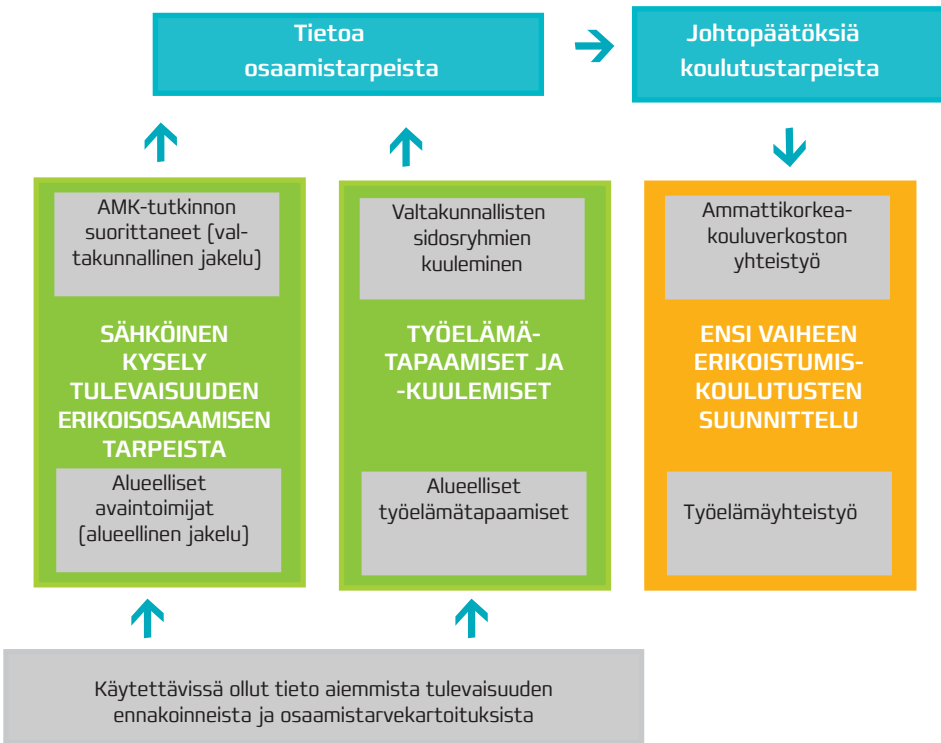 Tietoa
osaamistarpeista
Johtopäätöksiä
koulutustarpeista
AMK-tutkinnon
suorittaneet (val-
takunnallinen jakelu)
SÄHKÖINEN
KYSELY
TULEVAISUUDEN
ERIKOISOSAAMISEN
TARPEISTA
Alueelliset
avaintoimijat
(alueellinen jakelu)
Valtakunnallisten
sidosryhmien
kuuleminen
TYÖELÄMÄ-
TAPAAMISET JA
-KUULEMISET
Alueelliset
työelämätapaamiset
Ammattikorkea-
kouluverkoston
yhteistyö
ENSI VAIHEEN
ERIKOISTUMIS-
KOULUTUSTEN
SUUNNITTELU
Työelämäyhteistyö
Käytettävissä ollut tieto aiemmista tulevaisuuden
ennakoinneista ja osaamistarvekartoituksista